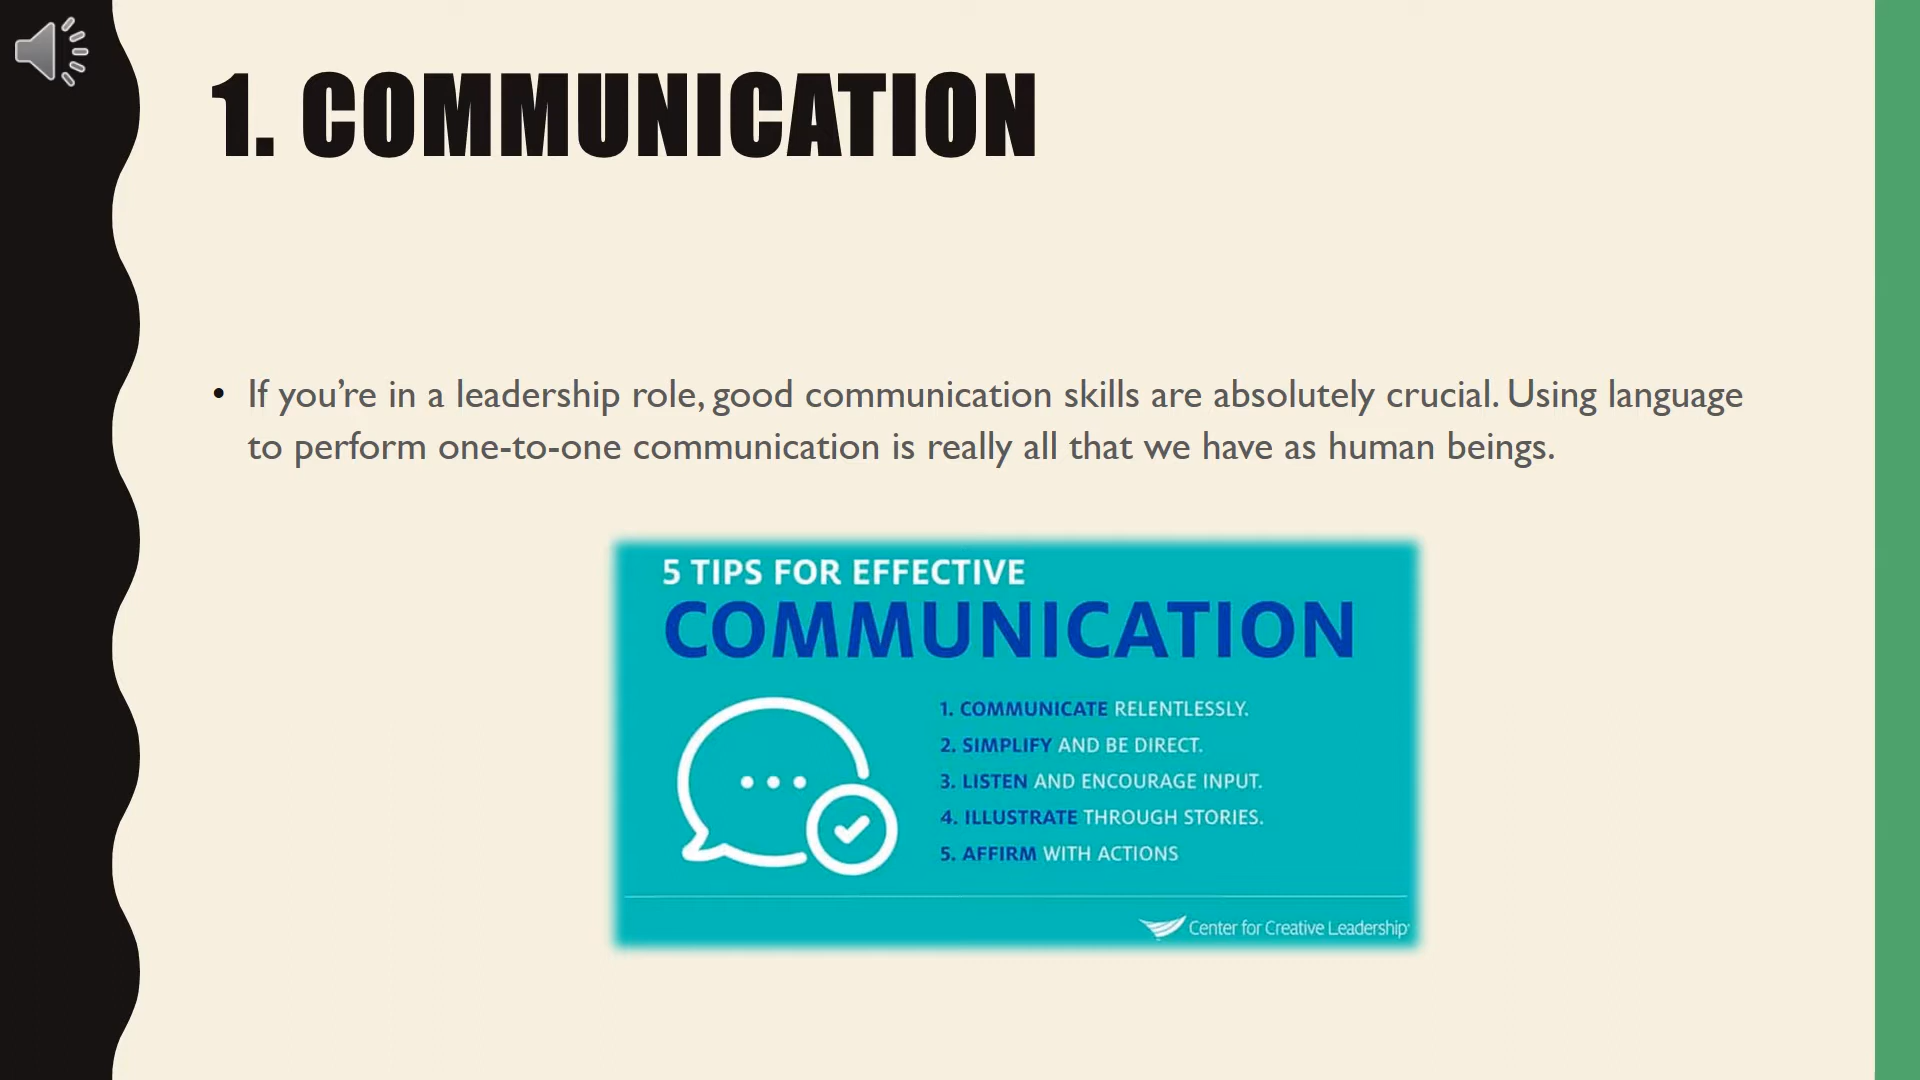 1. COMMUNICATION
• If you’re in a leadership role, good communication skills are absolutely crucial. Using language
to perform one-to-one communication is really all that we have as human beings.
5 TIPS FOR EFFECTIVE
COMMUNICATION
1. COMMUNICATE RELENTLESSLY.
2. SIMPLIFY AND BE DIRECT.
3. LISTEN AND ENCOURAGE INPUT.
4. ILLUSTRATE THROUGH STORIES.
5. AFFIRM WITH ACTIONS
Center for Creative Leadership